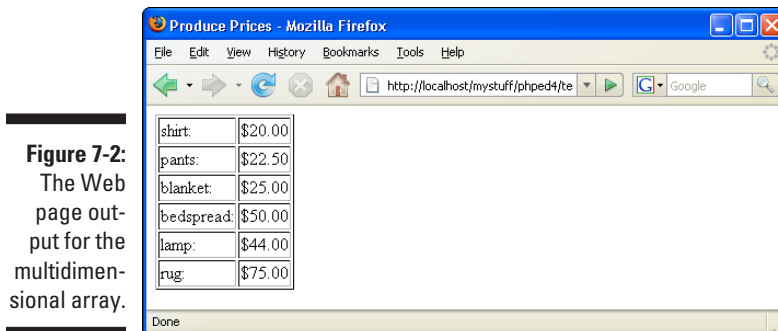 Produce Prices - Mozilla Firefox
File Edit View History Bookmarks Tools Help
http://localhost/mystuff/phped4/te
G Google
shirt: $20.00
pants: $22.50
blanket: $25.00
bedspread: $50.00
lamp: $44.00
rug: $75.00
Done
Figure 7-2:
The Web
page out-
put for the
multidimen-
sional array.